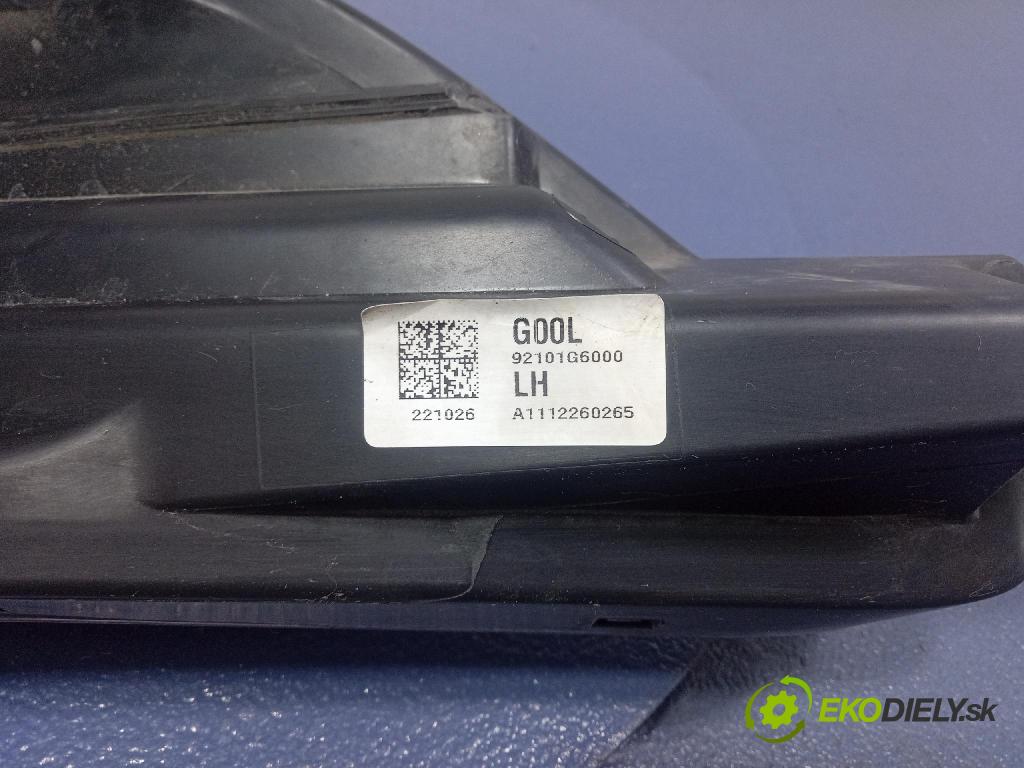 G00L
92101G6000
LH
221026 A1112260265
EKODIELY.sk